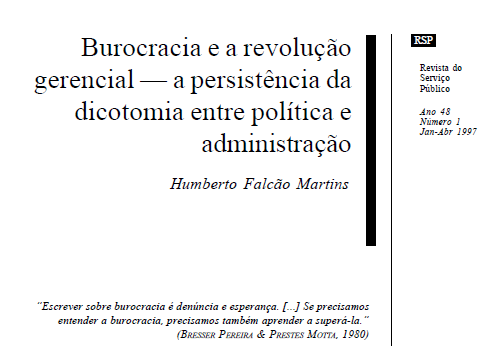 Burocracia e a revolução
gerencial — a persistência da
dicotomia entre política e
administração
Humberto Falcão Martins
RSP
Revista do
Serviço
Público
Ano 48
Número 1
Jan-Abr 1997
“Escrever sobre burocracia é denúncia e esperança. [...] Se precisamos
entender a burocracia, precisamos também aprender a superá-la.”
(BRESSER PEREIRA & PRESTES MOTTA, 1980)